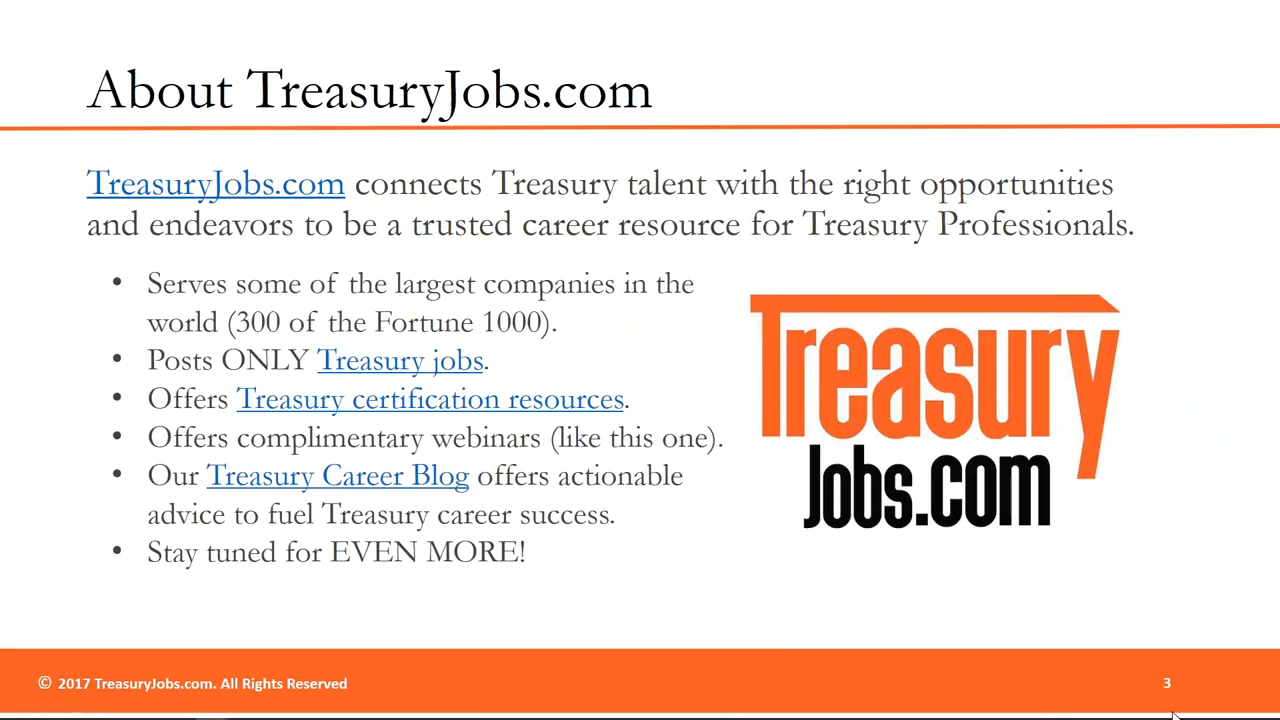 About TreasuryJobs.com
TreasuryJobs.com connects Treasury talent with the right opportunities
and endeavors to be a trusted career resource for Treasury Professionals.
• Serves some of the largest companies in the
world (300 of the Fortune 1000).
• Posts ONLY Treasury jobs.
• Offers Treasury certification resources.
• Offers complimentary webinars (like this one).
• Our Treasury Career Blog offers actionable
advice to fuel Treasury career success.
• Stay tuned for EVEN MORE!
Treasury
Jobs.com
© 2017 TreasuryJobs.com. All Rights Reserved
3